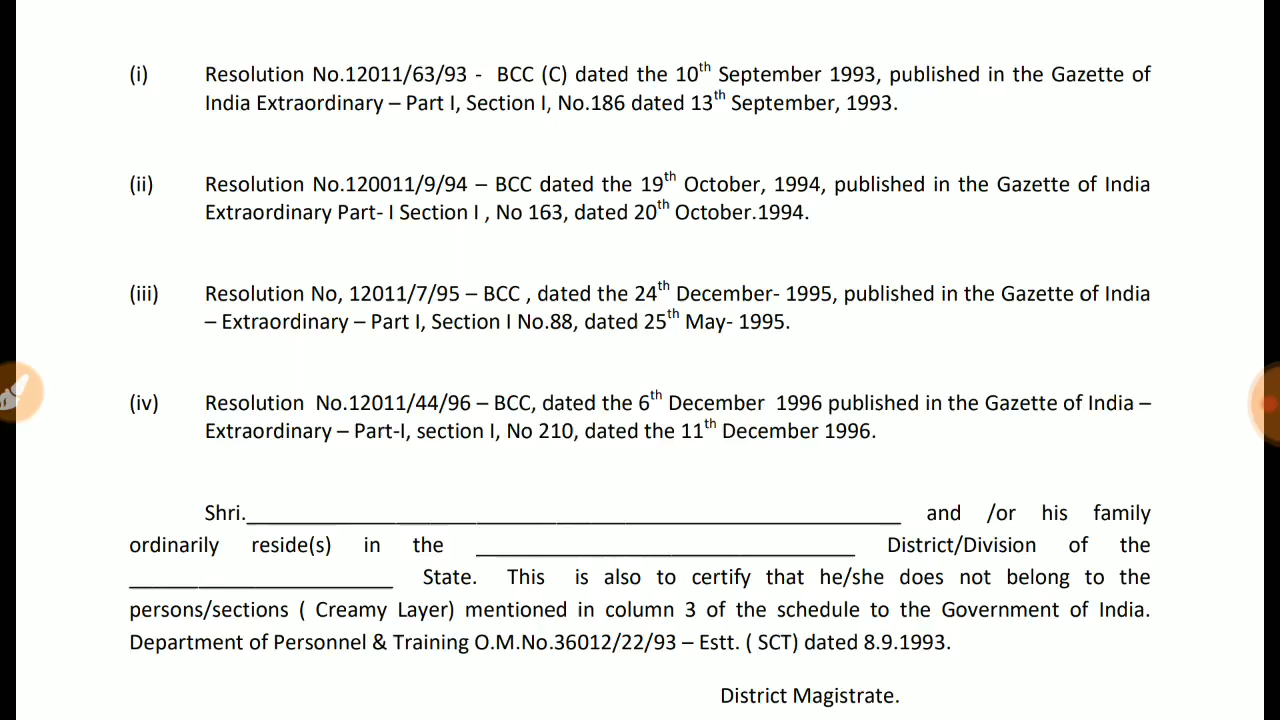 (i) Resolution No.12011/63/93 - BCC (C) dated the 10th September 1993, published in the Gazette of
India Extraordinary – Part I, Section I, No.186 dated 13th September, 1993.
(ii) Resolution No.120011/9/94 – BCC dated the 19th October, 1994, published in the Gazette of India
Extraordinary Part- I Section I , No 163, dated 20th October.1994.
(iii) Resolution No, 12011/7/95 – BCC , dated the 24th December- 1995, published in the Gazette of India
– Extraordinary – Part I, Section I No.88, dated 25th May- 1995.
(iv) Resolution No.12011/44/96 – BCC, dated the 6th December 1996 published in the Gazette of India –
Extraordinary – Part-I, section I, No 210, dated the 11th December 1996.
Shri.______________________________ and /or his family
ordinarily reside(s) in the ____________________ District/Division of the
____________________ State. This is also to certify that he/she does not belong to the
persons/sections ( Creamy Layer) mentioned in column 3 of the schedule to the Government of India.
Department of Personnel & Training O.M.No.36012/22/93 – Estt. ( SCT) dated 8.9.1993.
District Magistrate.